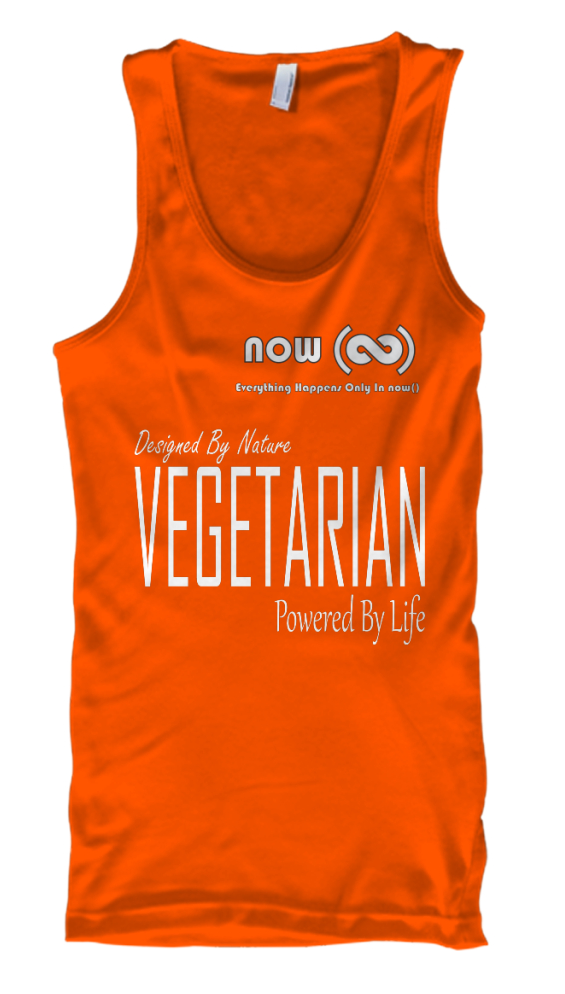 now (∞)
Everything Happens Only In now()
Designed By Nature
VEGETARIAN
Powered By Life